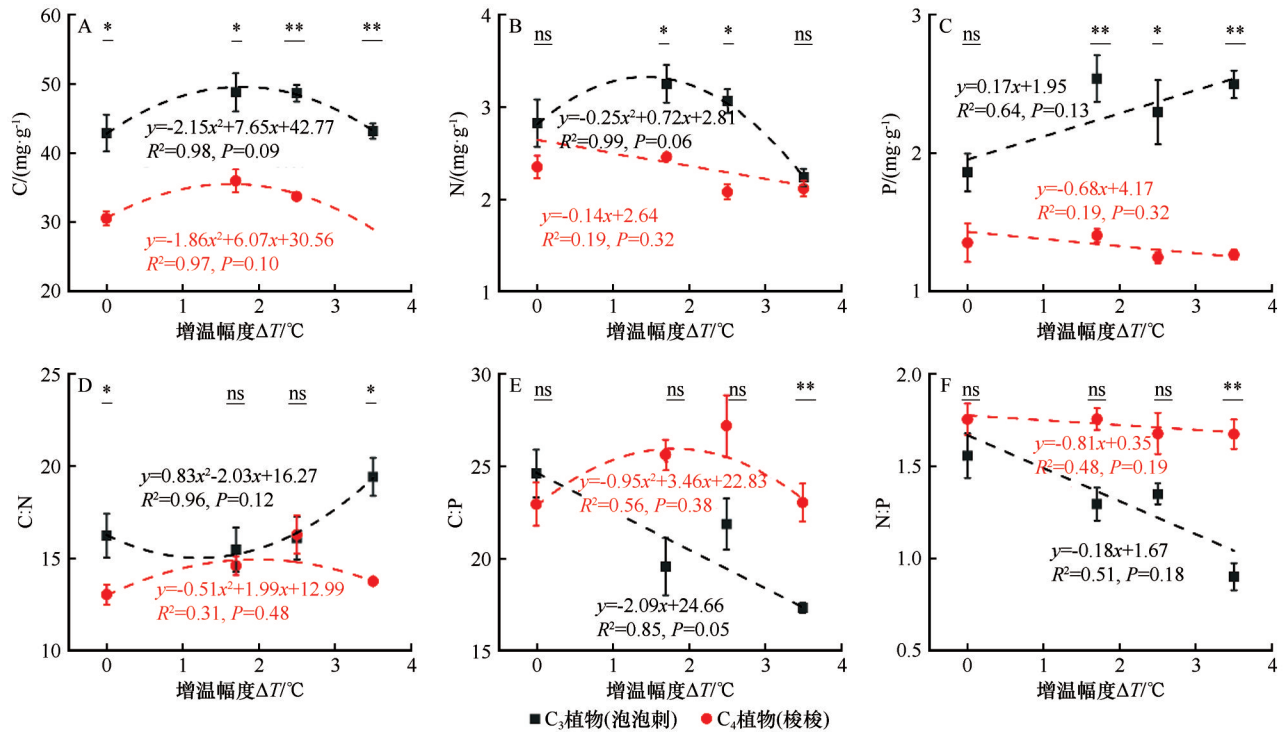 A
* * ** **
60
50
40
30
20
C/(mg·g⁻¹)
y=-2.15x²+7.65x+42.77
R²=0.98, P=0.09
y=-1.86x²+6.07x+30.56
R²=0.97, P=0.10
0 1 2 3 4
增温幅度ΔT/℃
B
ns * * ns
4
3
2
1
N/(mg·g⁻¹)
y=-0.25x²+0.72x+2.81
R²=0.99, P=0.06
y=-0.14x+2.64
R²=0.19, P=0.32
0 1 2 3 4
增温幅度ΔT/℃
C
ns ** * **
3
2
1
P/(mg·g⁻¹)
y=0.17x+1.95
R²=0.64, P=0.13
y=-0.68x+4.17
R²=0.19, P=0.32
0 1 2 3 4
增温幅度ΔT/℃
D
* ns ns *
25
20
15
10
C:N
y=0.83x²-2.03x+16.27
R²=0.96, P=0.12
y=-0.51x²+1.99x+12.99
R²=0.31, P=0.48
0 1 2 3 4
增温幅度ΔT/℃
E
ns ns ns **
30
25
20
15
C:P
y=-0.95x²+3.46x+22.83
R²=0.56, P=0.38
y=-2.09x+24.66
R²=0.85, P=0.05
0 1 2 3 4
增温幅度ΔT/℃
F
ns ns ns **
2.0
1.5
1.0
0.5
N:P
y=-0.81x+0.35
R²=0.48, P=0.19
y=-0.18x+1.67
R²=0.51, P=0.18
0 1 2 3 4
增温幅度ΔT/℃
C₃植物(泡泡刺) C₄植物(梭梭)